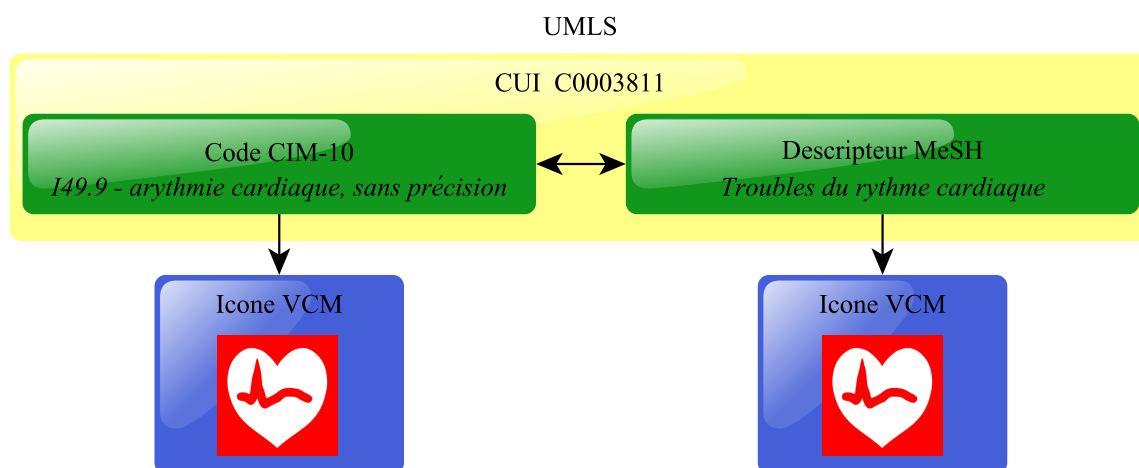 UMLS
CUI C0003811
Code CIM-10
I49.9 - arythmie cardiaque, sans précision
Descripteur MeSH
Troubles du rythme cardiaque
Icone VCM
Icone VCM